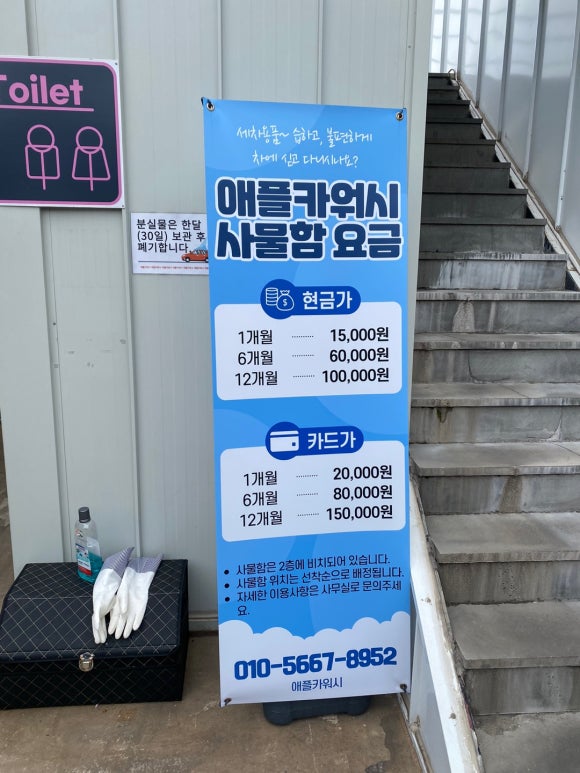 Toilet
분실물은 한달
(30일) 보관 후
폐기합니다
세차용품~ 습하고, 불편하게
차에 싣고 다니시나요?
애플카워시
사물함 요금
현금가
1개월 ·········· 15,000원
6개월 ·········· 60,000원
12개월 ·········· 100,000원
카드가
1개월 ·········· 20,000원
6개월 ·········· 80,000원
12개월 ·········· 150,000원
• 사물함은 2층에 비치되어 있습니다.
• 사물함 위치는 선착순으로 배정됩니다.
• 자세한 이용사항은 사무실로 문의주세
요.
010-5667-8952
애플카워시